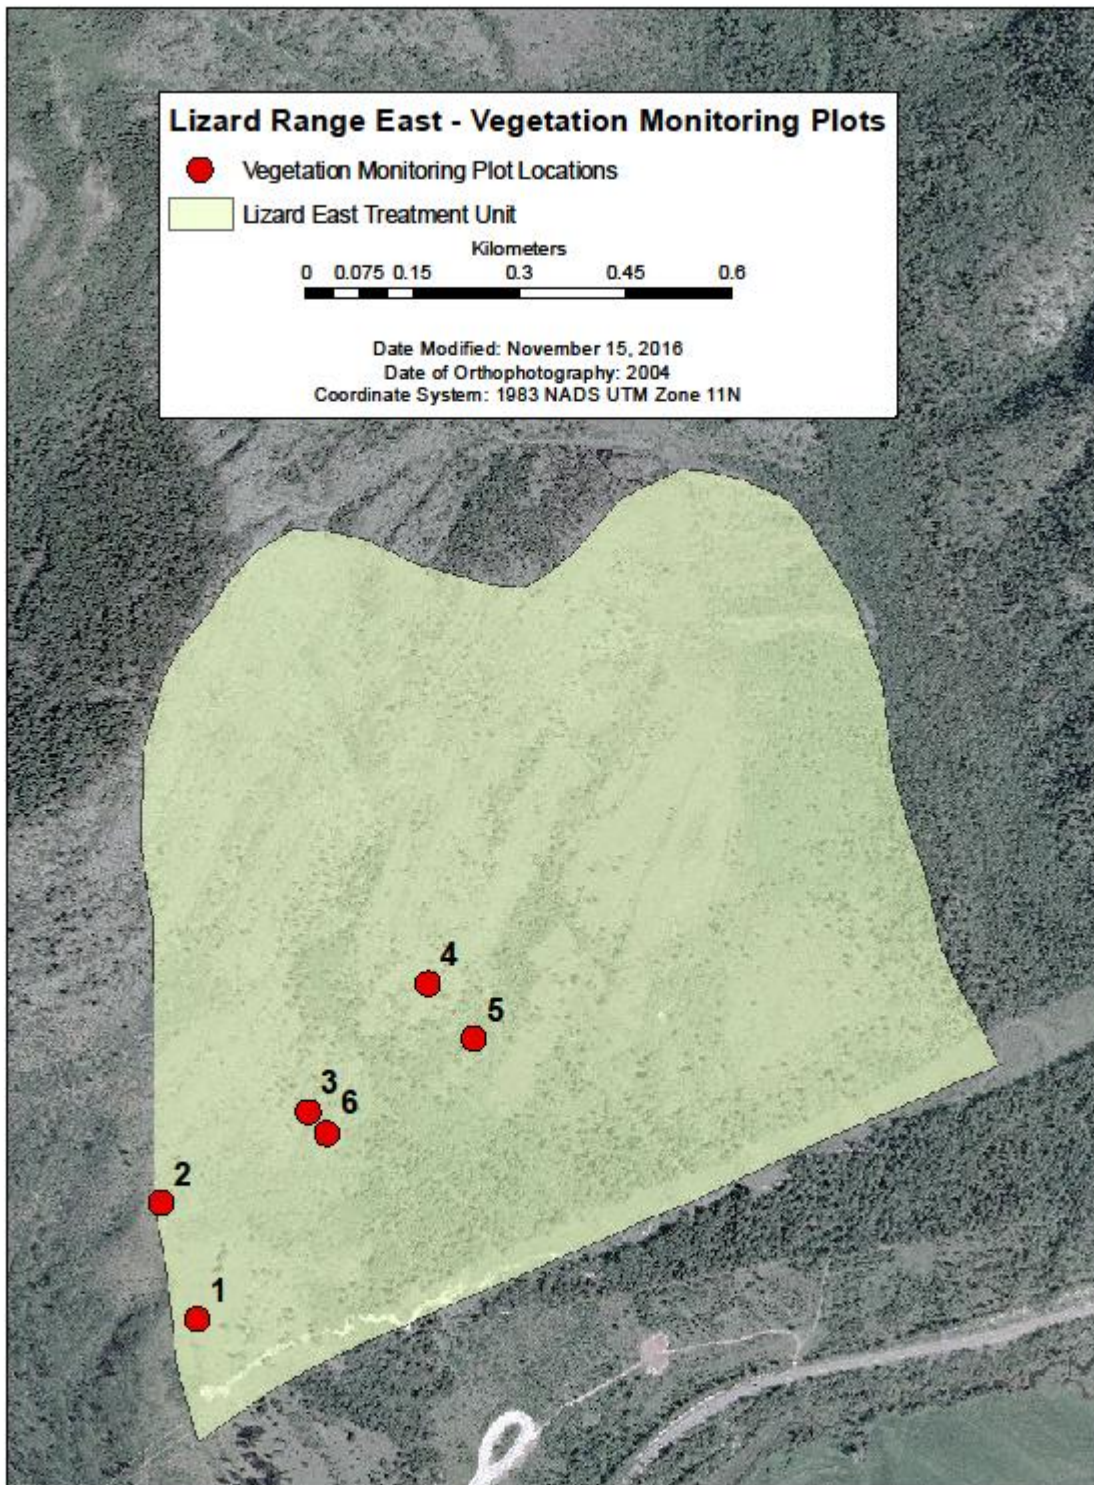 Lizard Range East - Vegetation Monitoring Plots
Vegetation Monitoring Plot Locations
Lizard East Treatment Unit
Kilometers
0 0.075 0.15 0.3 0.45 0.6
Date Modified: November 15, 2016
Date of Orthophotography: 2004
Coordinate System: 1983 NADS UTM Zone 11N
4
5
3
6
2
1